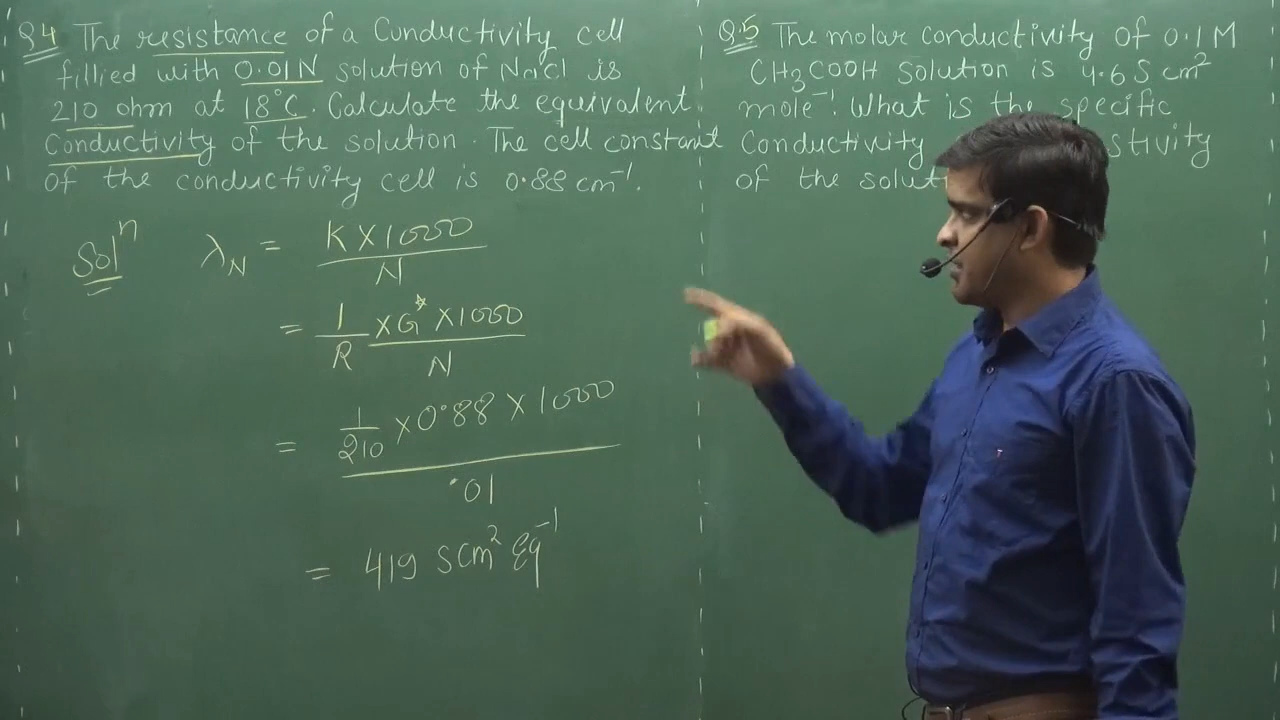 Q4 The resistance of a Conductivity cell
fillied with 0.01N solution of NaCl is
210 ohm at 18°C. Calculate the equivalent
Conductivity of the solution. The cell constant
of the conductivity cell is 0.88 cm⁻¹.
Solⁿ λN = K X 1000 / N
= 1/R X G* X 1000 / N
= 1/210 X 0.88 X 1000 / .01
= 419 S cm² Eq⁻¹
Q.5 The molar conductivity of 0.1M
CH3COOH Solution is 4.6 S cm²
mole⁻¹. What is the specific
Conductivity
of the